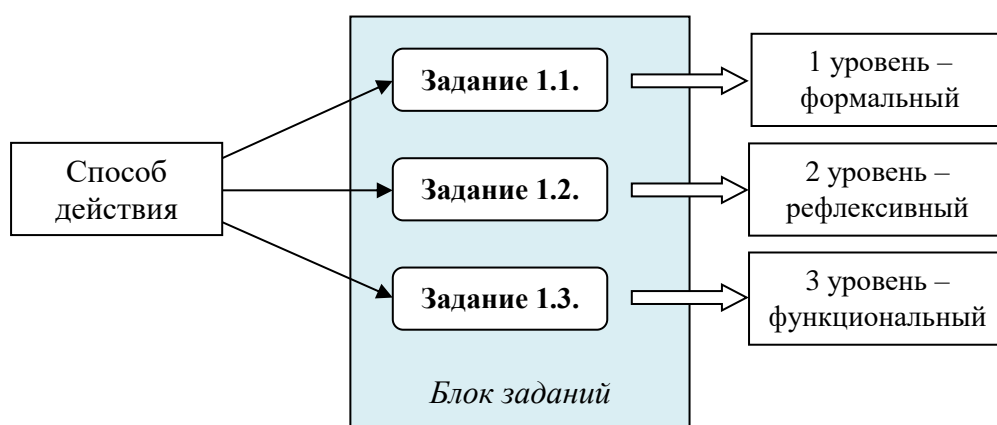 Способ
действия
Задание 1.1.
Задание 1.2.
Задание 1.3.
Блок заданий
1 уровень –
формальный
2 уровень –
рефлексивный
3 уровень –
функциональный